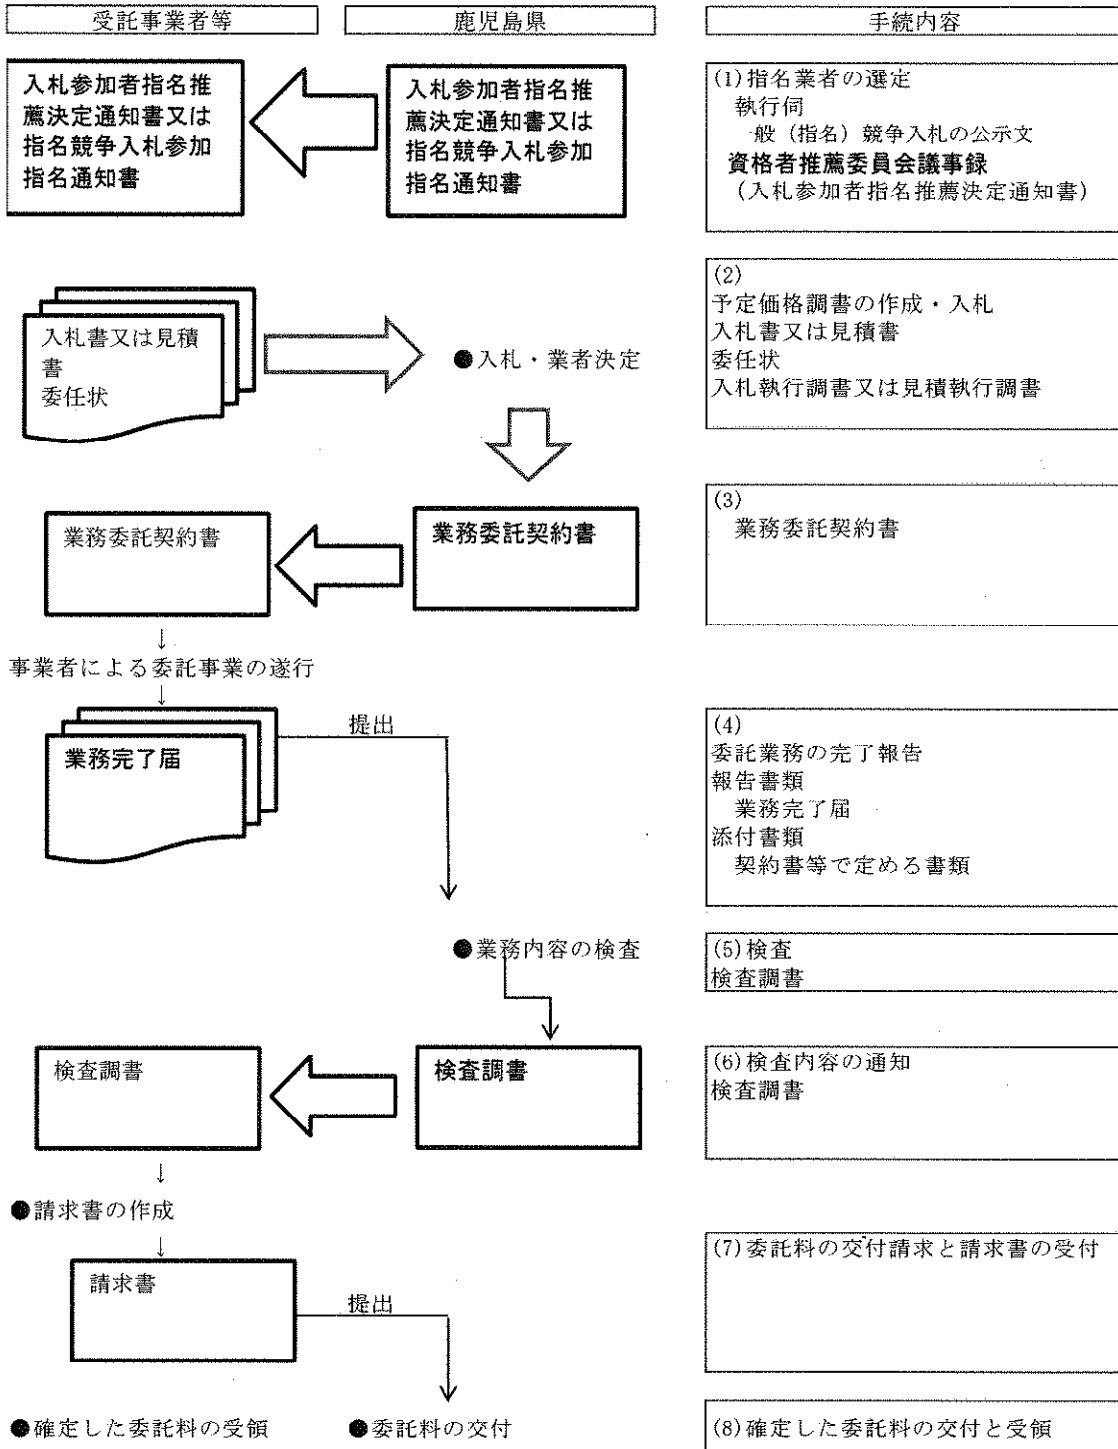 受託事業者等
鹿児島県
手続内容
入札参加者指名推
薦決定通知書又は
指名競争入札参加
指名通知書
入札参加者指名推
薦決定通知書又は
指名競争入札参加
指名通知書
(1)指名業者の選定
執行伺
一般（指名）競争入札の公示文
資格者推薦委員会議事録
（入札参加者指名推薦決定通知書）
入札書又は見積
書
委任状
●入札・業者決定
(2)
予定価格調書の作成・入札
入札書又は見積書
委任状
入札執行調書又は見積執行調書
業務委託契約書
業務委託契約書
(3)
業務委託契約書
↓
事業者による委託事業の遂行
↓
業務完了届
提出
(4)
委託業務の完了報告
報告書類
業務完了届
添付書類
契約書等で定める書類
●業務内容の検査
(5)検査
検査調書
検査調書
検査調書
(6)検査内容の通知
検査調書
↓
●請求書の作成
↓
請求書
提出
(7)委託料の交付請求と請求書の受付
●確定した委託料の受領
●委託料の交付
(8)確定した委託料の交付と受領